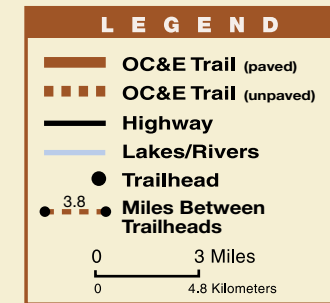 LEGEND
OC&E Trail (paved)
OC&E Trail (unpaved)
Highway
Lakes/Rivers
Trailhead
3.8 Miles Between
Trailheads
0 3 Miles
0 4.8 Kilometers